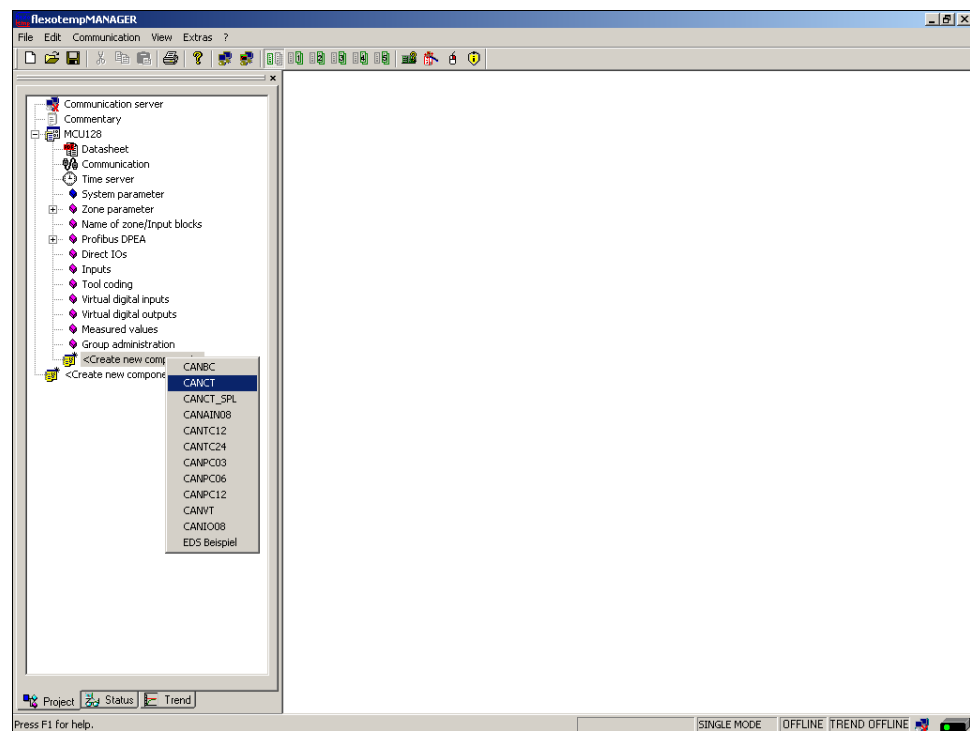 flexotempMANAGER
File Edit Communication View Extras ?
Communication server
Commentary
MCU128
Datasheet
Communication
Time server
System parameter
Zone parameter
Name of zone/Input blocks
Profibus DPEA
Direct IOs
Inputs
Tool coding
Virtual digital inputs
Virtual digital outputs
Measured values
Group administration
<Create new comp
<Create new compone
CANBC
CANCT
CANCT_SPL
CANAIN08
CANTC12
CANTC24
CANPC03
CANPC06
CANPC12
CANVT
CANIO08
EDS Beispiel
Project Status Trend
Press F1 for help.
SINGLE MODE OFFLINE TREND OFFLINE